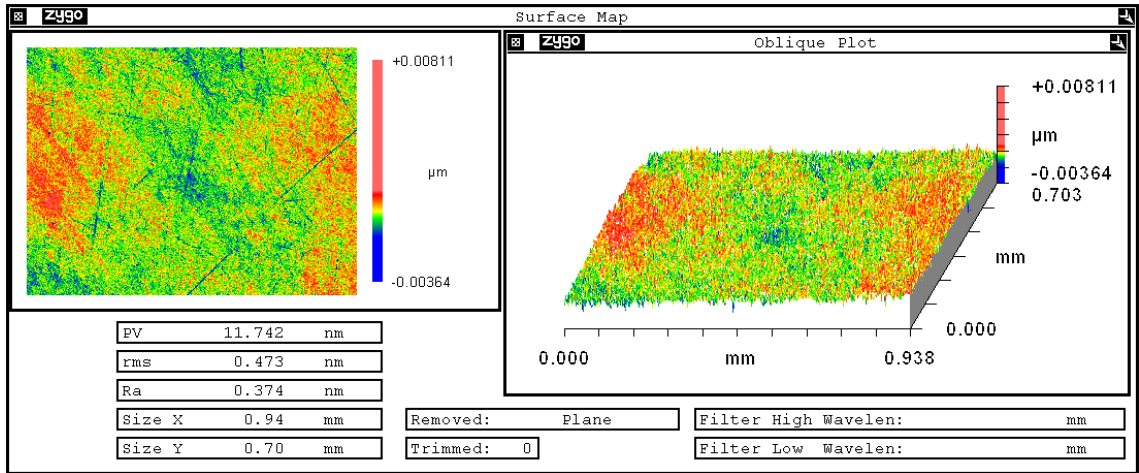 zygo Surface Map
+0.00811
µm
-0.00364
zygo Oblique Plot
+0.00811
µm
-0.00364
0.703
mm
0.000
0.000 mm 0.938
PV 11.742 nm
rms 0.473 nm
Ra 0.374 nm
Size X 0.94 mm
Size Y 0.70 mm
Removed: Plane
Trimmed: 0
Filter High Wavelen: mm
Filter Low Wavelen: mm